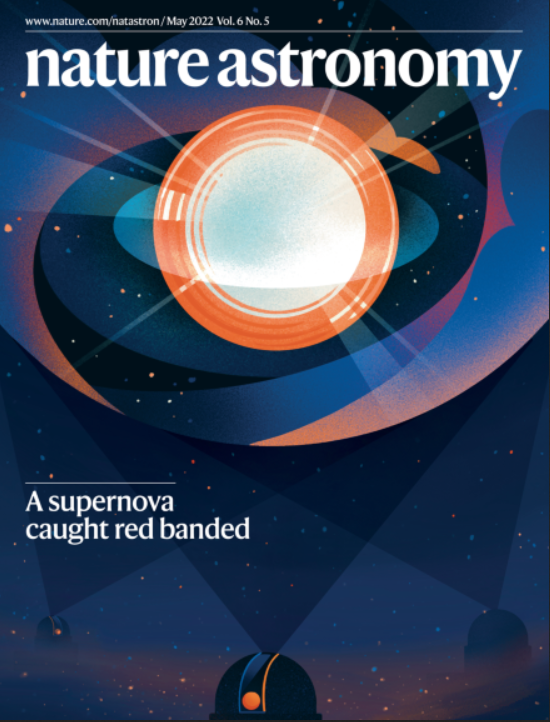 www.nature.com/natastron / May 2022 Vol. 6 No. 5
nature astronomy
A supernova
caught red banded